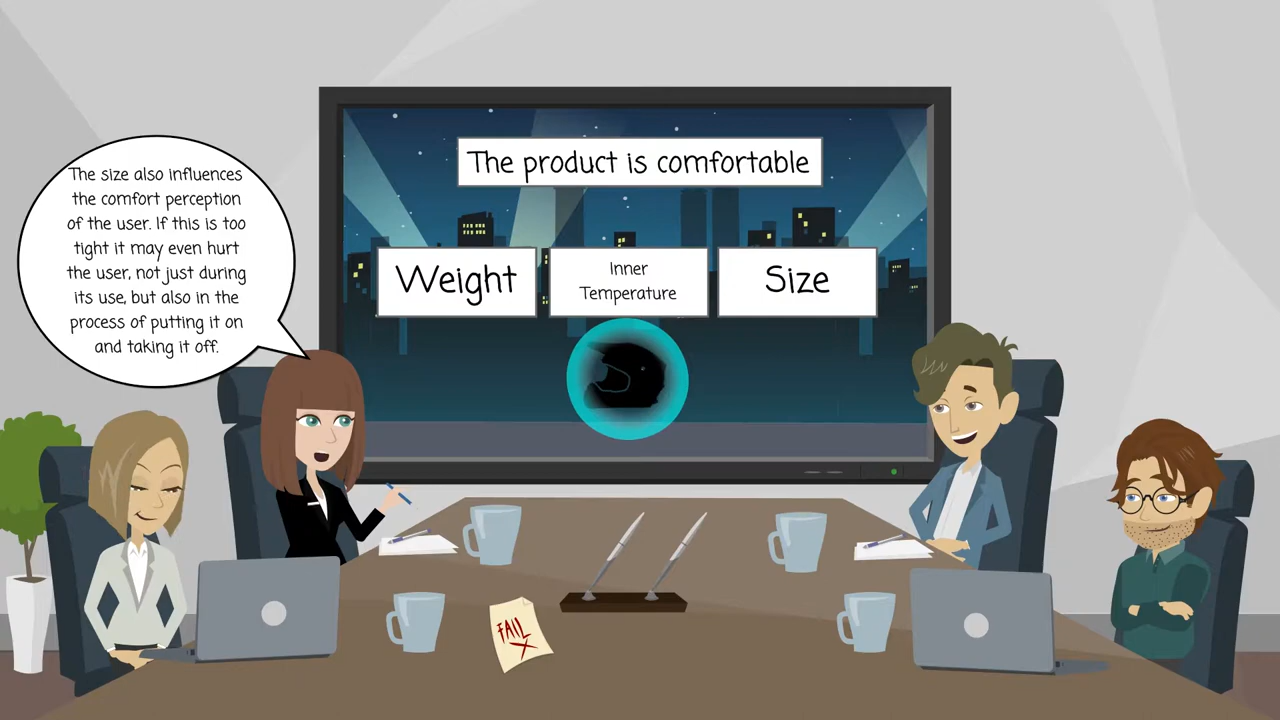 The product is comfortable
Weight
Inner
Temperature
Size
The size also influences
the comfort perception
of the user. If this is too
tight it may even hurt
the user, not just during
its use, but also in the
process of putting it on
and taking it off.
FAIL
X